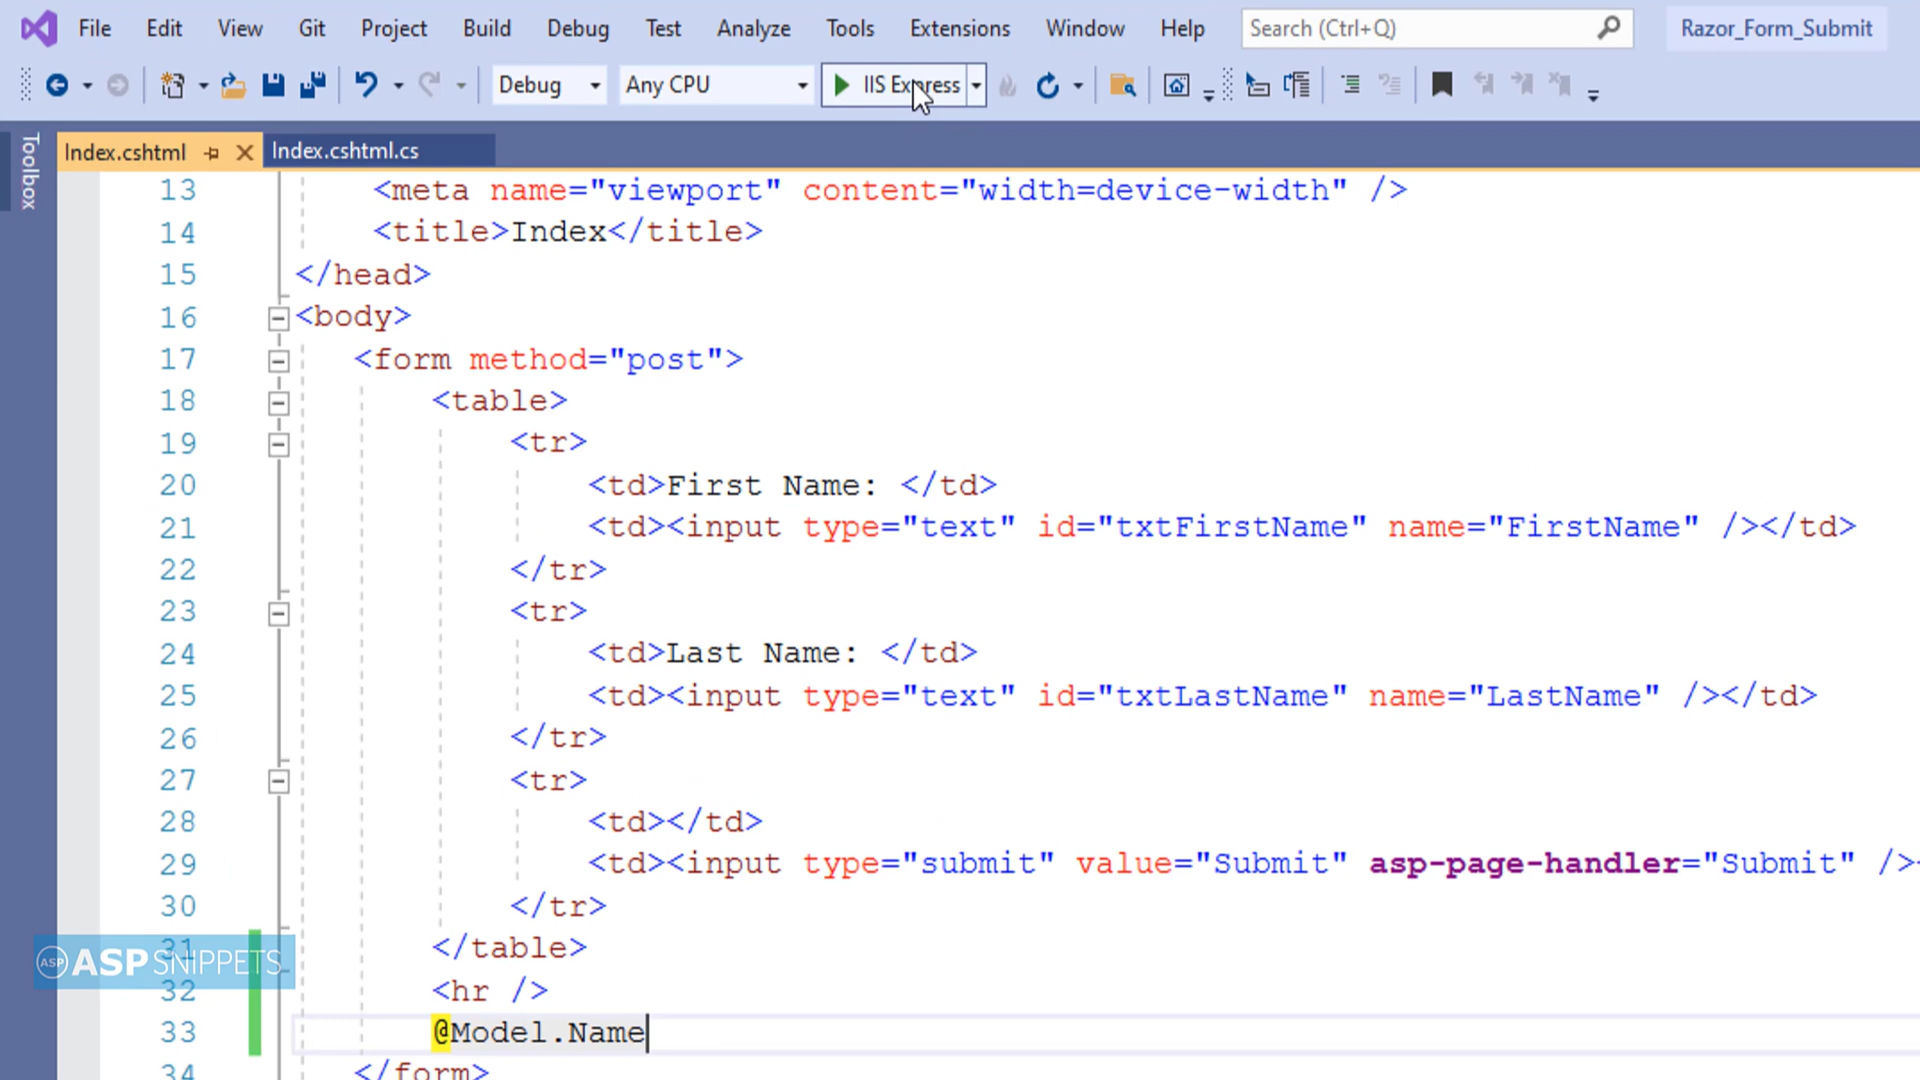 File Edit View Git Project Build Debug Test Analyze Tools Extensions Window Help Search (Ctrl+Q) Razor_Form_Submit
Debug Any CPU IIS Express
Toolbox
Index.cshtml Index.cshtml.cs
13 <meta name="viewport" content="width=device-width" />
14 <title>Index</title>
15 </head>
16 <body>
17 <form method="post">
18 <table>
19 <tr>
20 <td>First Name: </td>
21 <td><input type="text" id="txtFirstName" name="FirstName" /></td>
22 </tr>
23 <tr>
24 <td>Last Name: </td>
25 <td><input type="text" id="txtLastName" name="LastName" /></td>
26 </tr>
27 <tr>
28 <td></td>
29 <td><input type="submit" value="Submit" asp-page-handler="Submit" />
30 </tr>
31 </table>
ASP ASPSNIPPETS
32 <hr />
33 @Model.Name
34 </form>